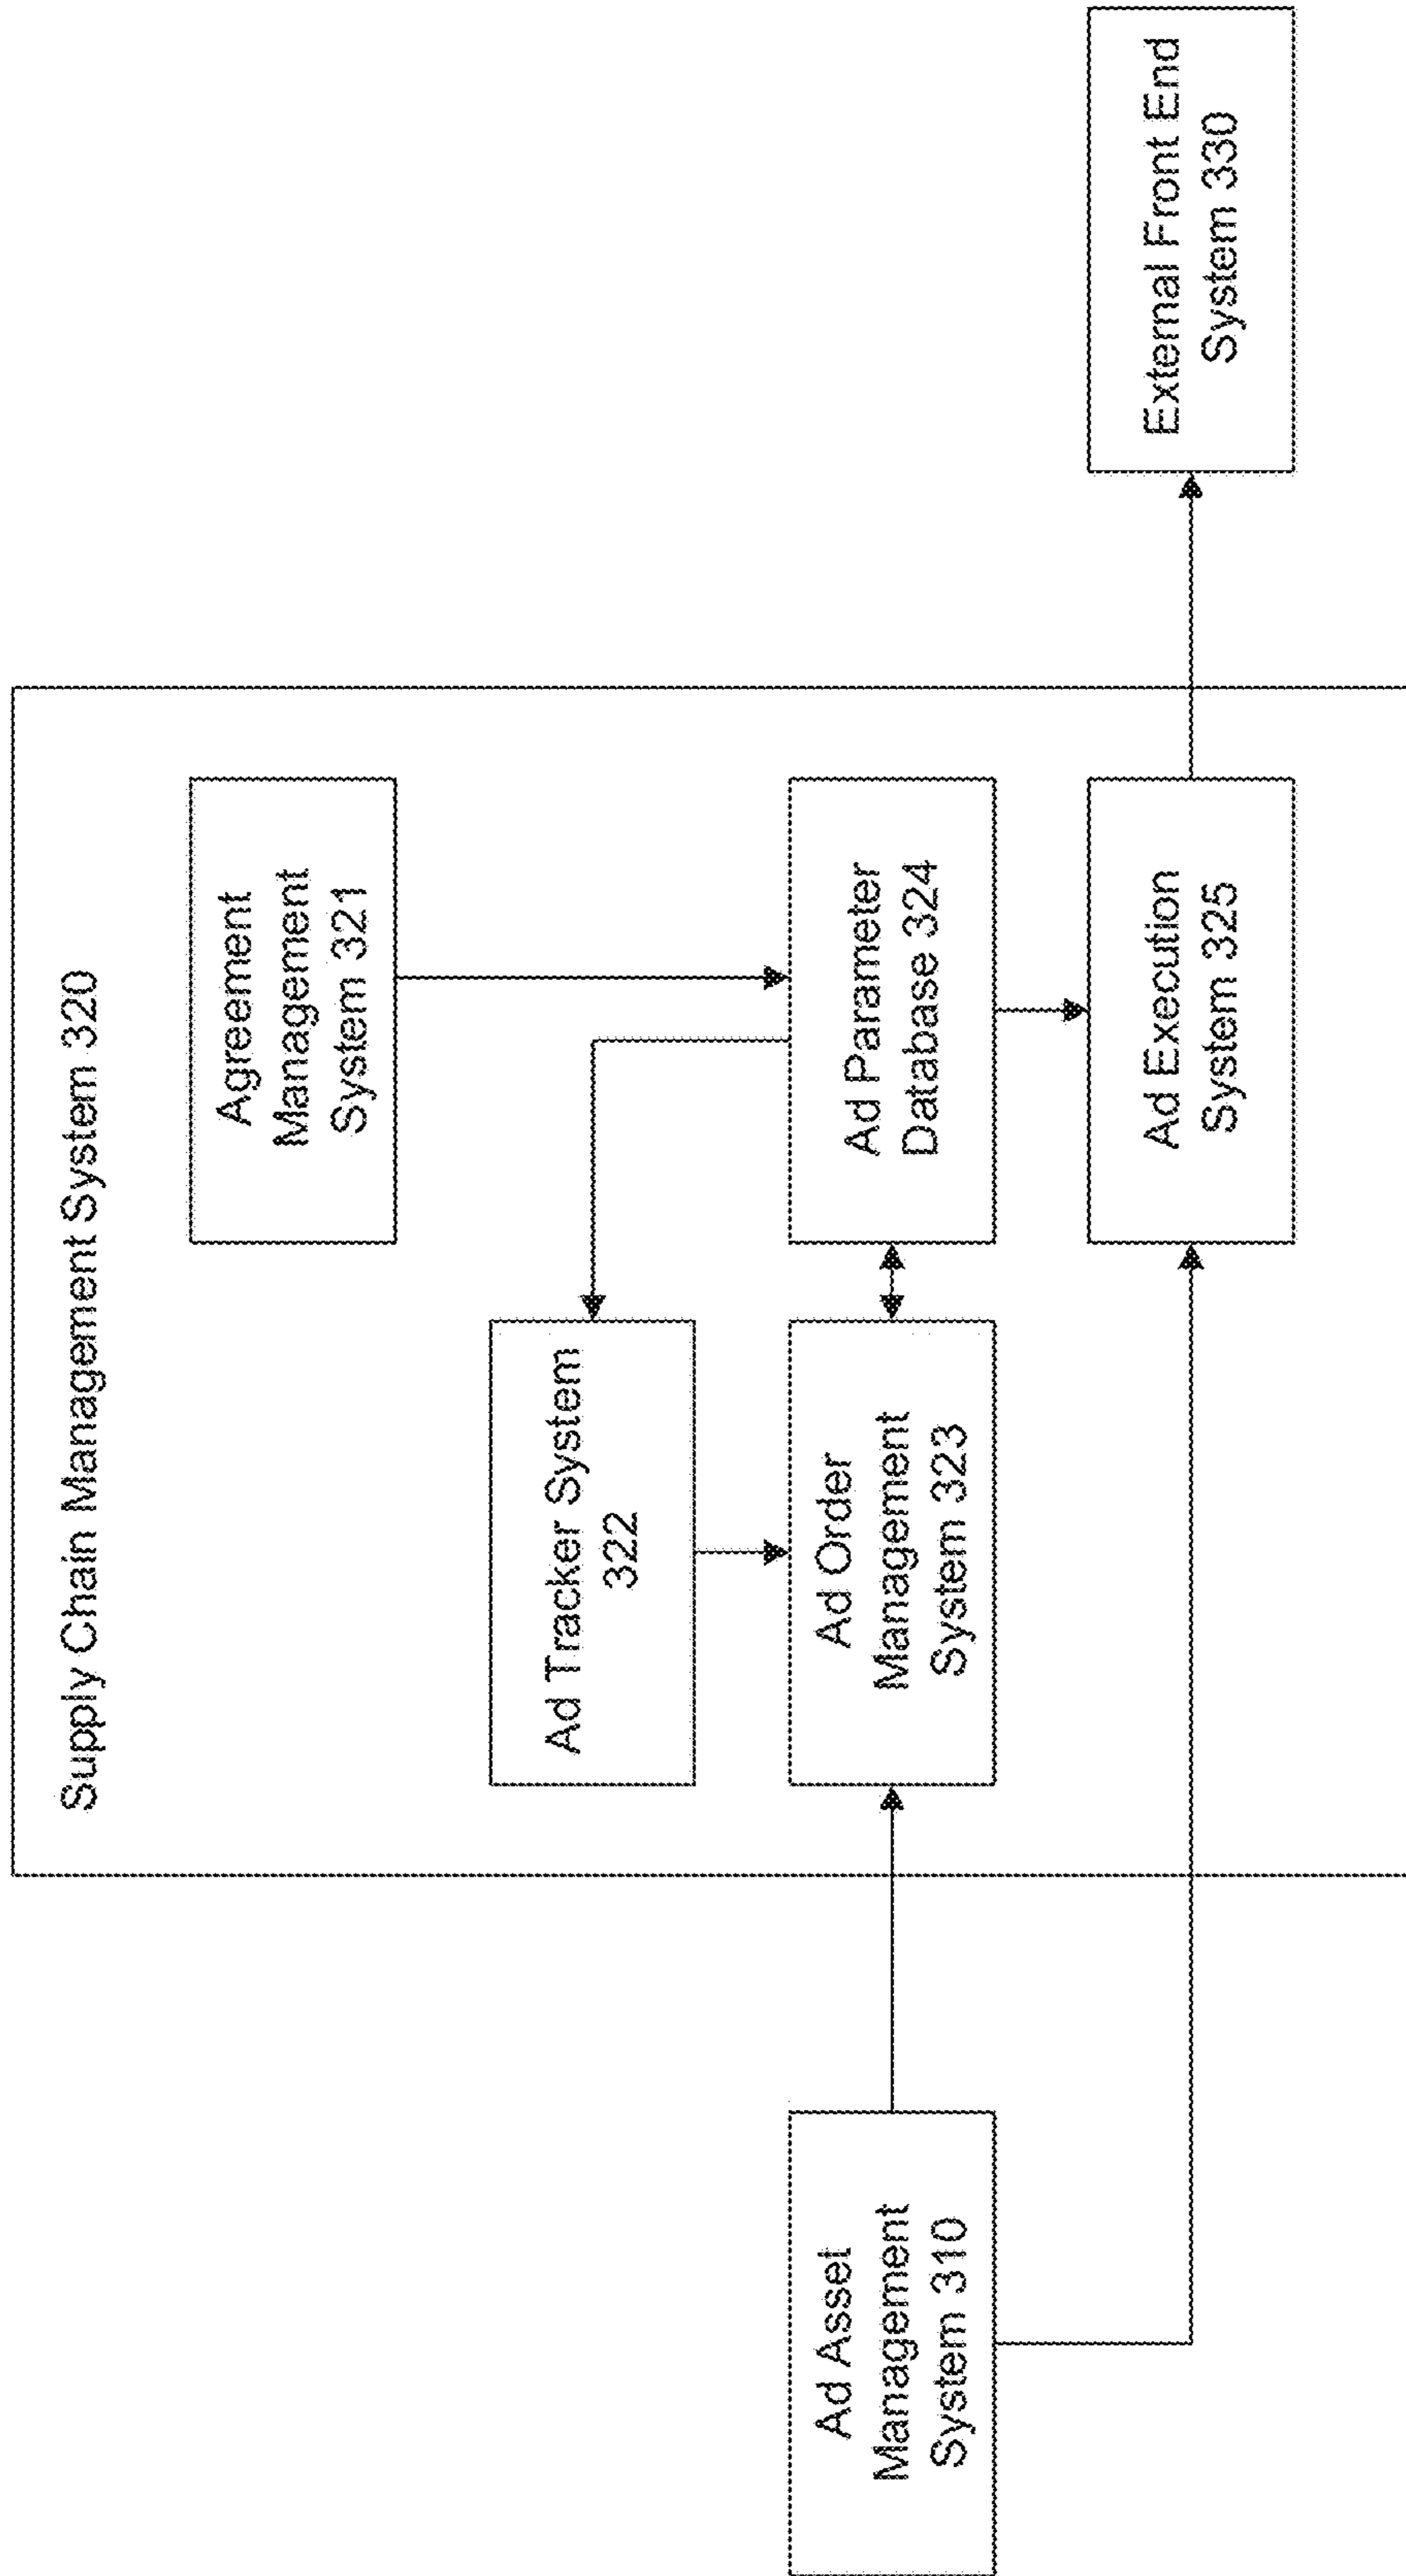 Supply Chain Management System 320
Agreement
Management
System 321
Ad Tracker System
322
Ad Asset
Management
System 310
Ad Order
Management
System 323
Ad Parameter
Database 324
Ad Execution
System 325
External Front End
System 330